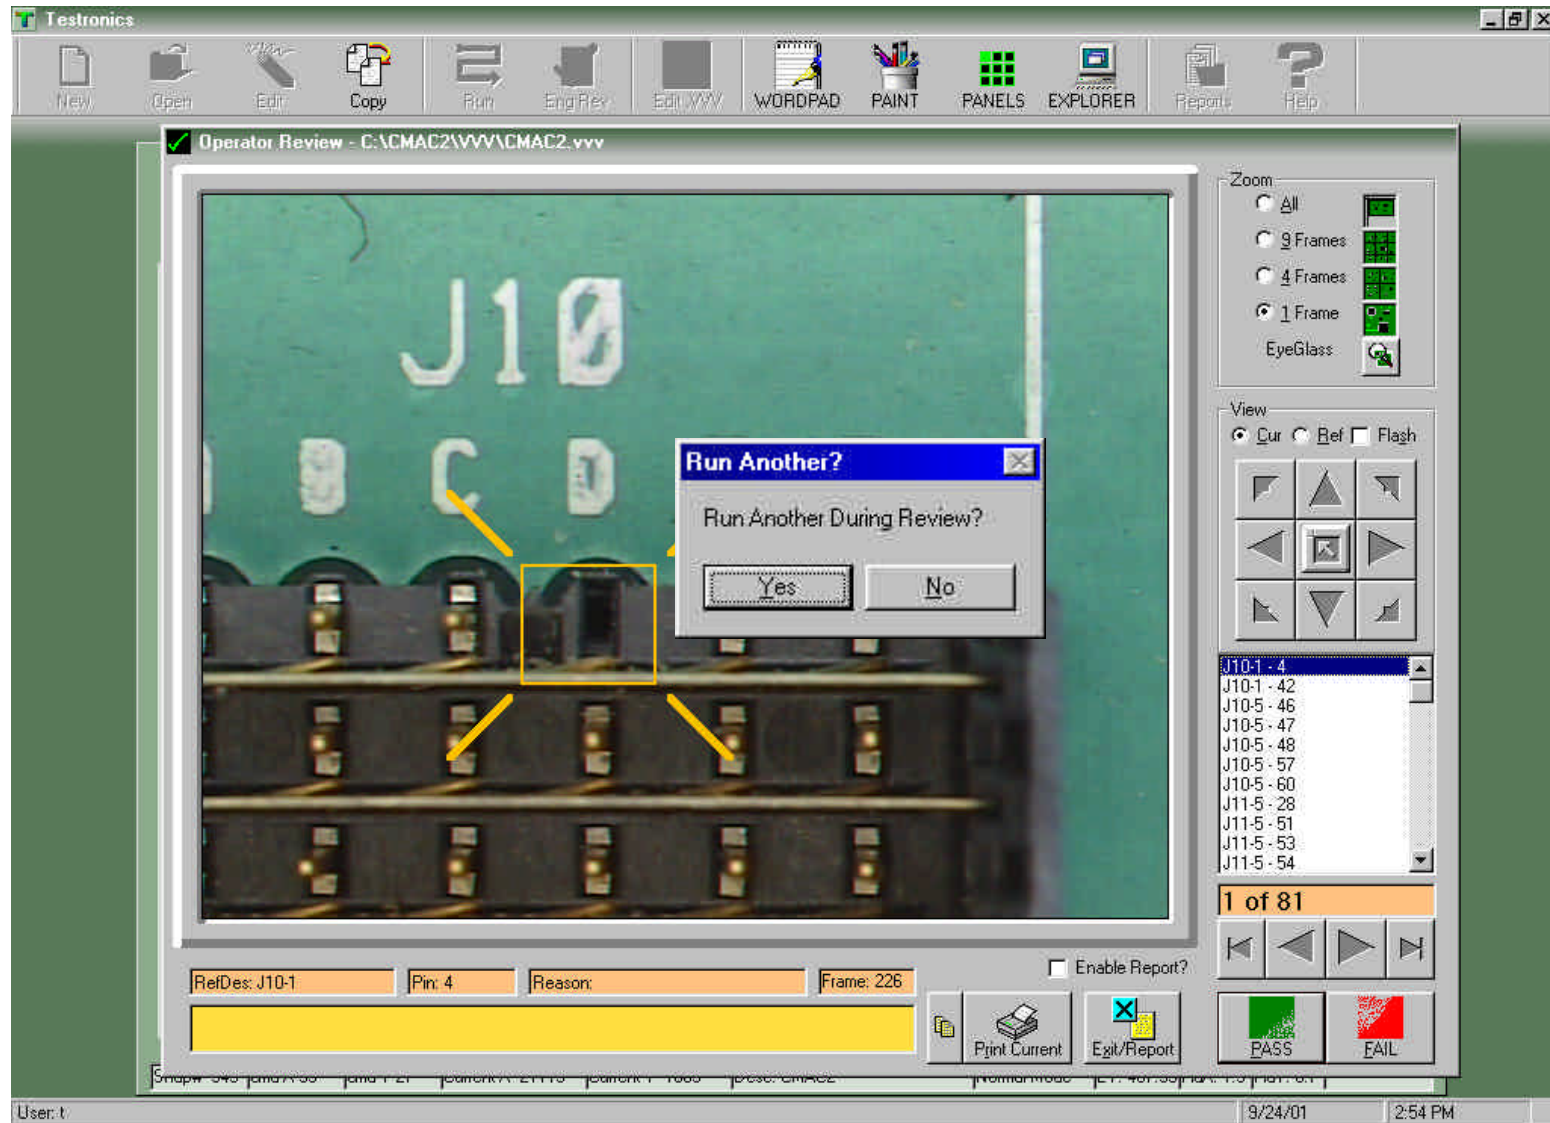 Testronics
New Open Edit Copy Run Eng Rev Edit .VVV WORDPAD PAINT PANELS EXPLORER Reports Help
Operator Review - C:\CMAC2\VVV\CMAC2.vvv
Zoom
All
9 Frames
4 Frames
1 Frame
EyeGlass
J10
C D
Run Another?
Run Another During Review?
Yes No
View
Cur Ref Flash
J10-1 - 4
J10-1 - 42
J10-5 - 46
J10-5 - 47
J10-5 - 48
J10-5 - 57
J10-5 - 60
J11-5 - 28
J11-5 - 51
J11-5 - 53
J11-5 - 54
1 of 81
Enable Report?
RefDes: J10-1 Pin: 4 Reason: Frame: 226
Print Current Exit/Report PASS FAIL
User: t 9/24/01 2:54 PM